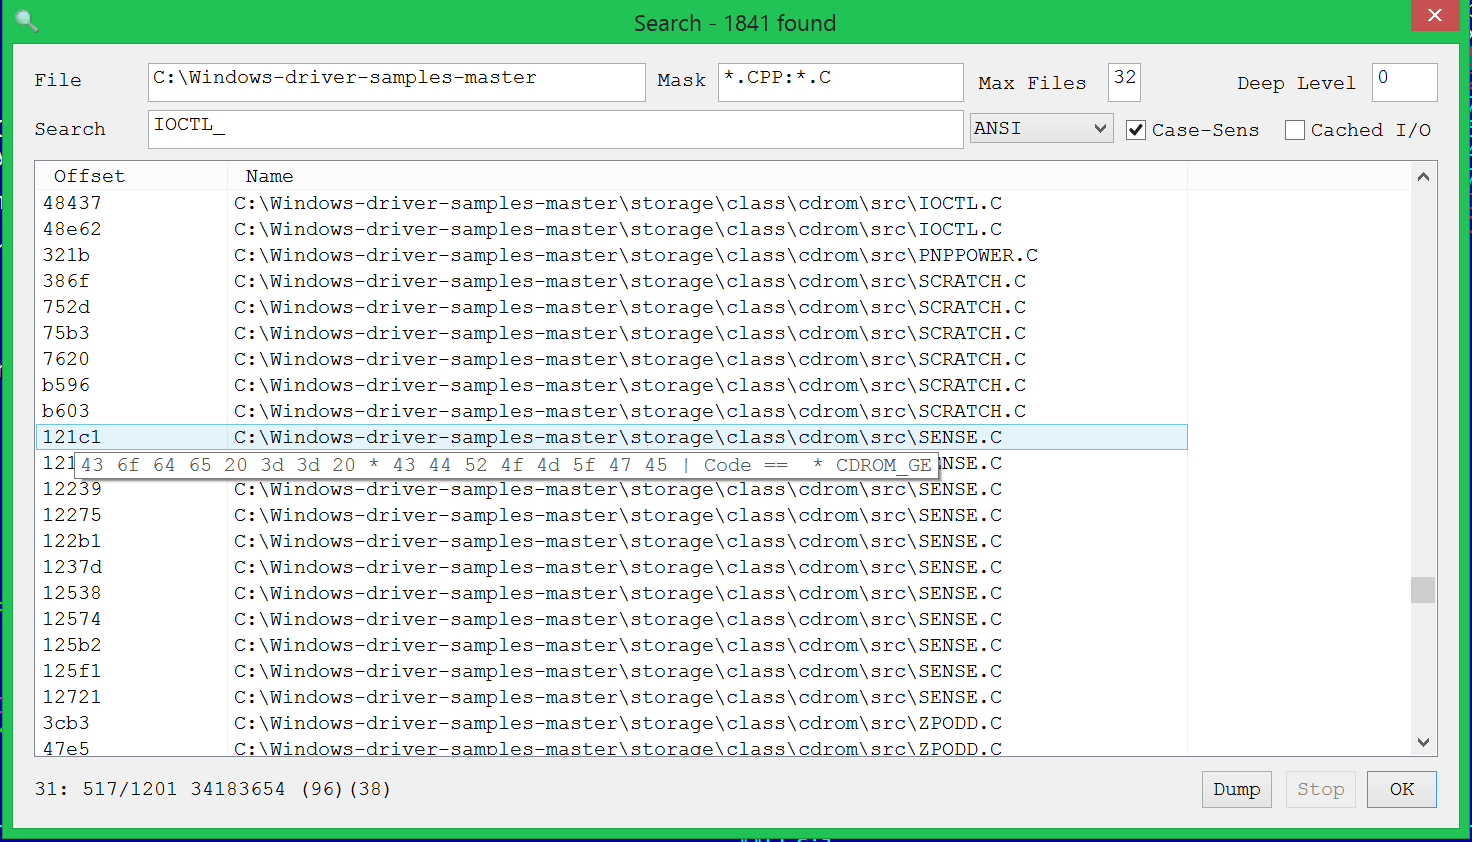 Search - 1841 found
File C:\Windows-driver-samples-master Mask *.CPP:*.C Max Files 32 Deep Level 0
Search IOCTL_ ANSI Case-Sens Cached I/O
Offset Name
48437 C:\Windows-driver-samples-master\storage\class\cdrom\src\IOCTL.C
48e62 C:\Windows-driver-samples-master\storage\class\cdrom\src\IOCTL.C
321b C:\Windows-driver-samples-master\storage\class\cdrom\src\PNPPOWER.C
386f C:\Windows-driver-samples-master\storage\class\cdrom\src\SCRATCH.C
752d C:\Windows-driver-samples-master\storage\class\cdrom\src\SCRATCH.C
75b3 C:\Windows-driver-samples-master\storage\class\cdrom\src\SCRATCH.C
7620 C:\Windows-driver-samples-master\storage\class\cdrom\src\SCRATCH.C
b596 C:\Windows-driver-samples-master\storage\class\cdrom\src\SCRATCH.C
b603 C:\Windows-driver-samples-master\storage\class\cdrom\src\SCRATCH.C
121c1 C:\Windows-driver-samples-master\storage\class\cdrom\src\SENSE.C
121 43 6f 64 65 20 3d 3d 20 * 43 44 52 4f 4d 5f 47 45 | Code ==  * CDROM_GE NSE.C
12239 C:\Windows-driver-samples-master\storage\class\cdrom\src\SENSE.C
12275 C:\Windows-driver-samples-master\storage\class\cdrom\src\SENSE.C
122b1 C:\Windows-driver-samples-master\storage\class\cdrom\src\SENSE.C
1237d C:\Windows-driver-samples-master\storage\class\cdrom\src\SENSE.C
12538 C:\Windows-driver-samples-master\storage\class\cdrom\src\SENSE.C
12574 C:\Windows-driver-samples-master\storage\class\cdrom\src\SENSE.C
125b2 C:\Windows-driver-samples-master\storage\class\cdrom\src\SENSE.C
125f1 C:\Windows-driver-samples-master\storage\class\cdrom\src\SENSE.C
12721 C:\Windows-driver-samples-master\storage\class\cdrom\src\SENSE.C
3cb3 C:\Windows-driver-samples-master\storage\class\cdrom\src\ZPODD.C
47e5 C:\Windows-driver-samples-master\storage\class\cdrom\src\ZPODD.C
31: 517/1201 34183654 (96)(38) Dump Stop OK